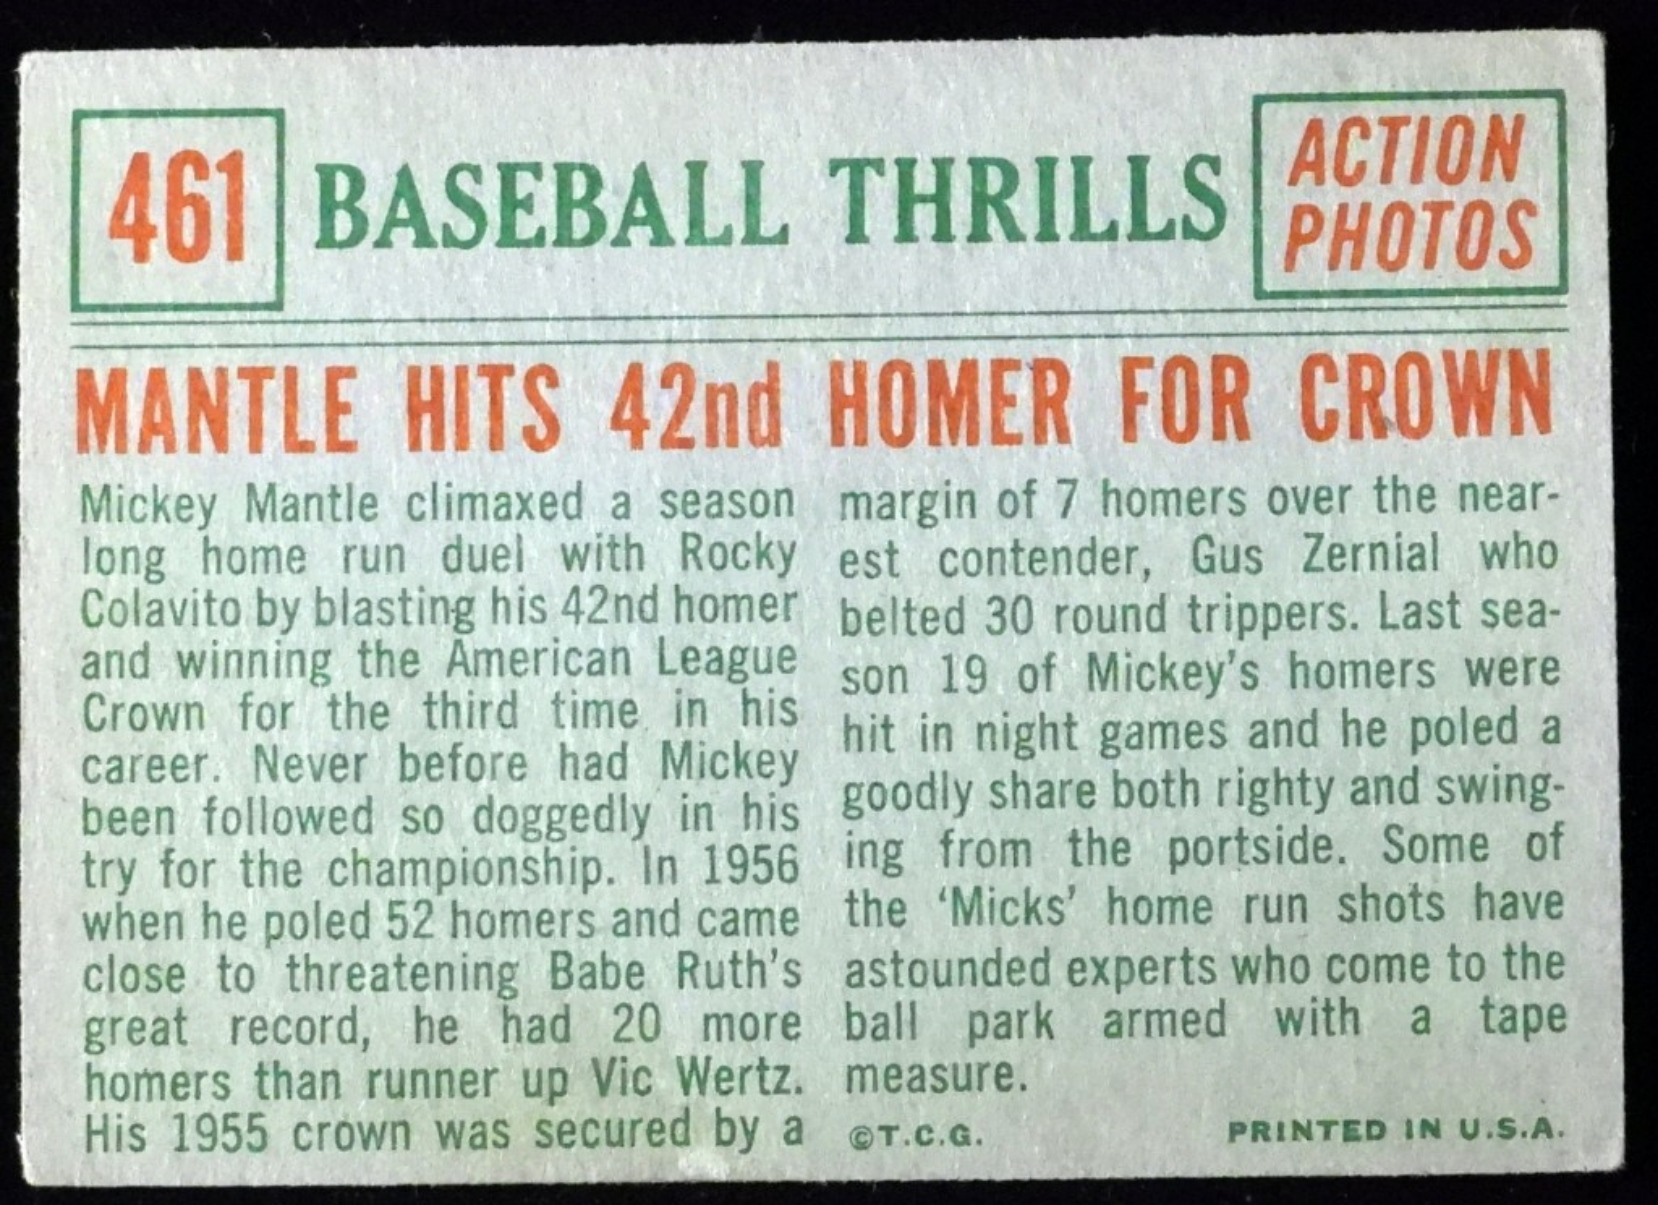 461
BASEBALL THRILLS
ACTION
PHOTOS
MANTLE HITS 42nd HOMER FOR CROWN
Mickey Mantle climaxed a season
long home run duel with Rocky
Colavito by blasting his 42nd homer
and winning the American League
Crown for the third time in his
career. Never before had Mickey
been followed so doggedly in his
try for the championship. In 1956
when he poled 52 homers and came
close to threatening Babe Ruth's
great record, he had 20 more
homers than runner up Vic Wertz.
His 1955 crown was secured by a
margin of 7 homers over the near-
est contender, Gus Zernial who
belted 30 round trippers. Last sea-
son 19 of Mickey's homers were
hit in night games and he poled a
goodly share both righty and swing-
ing from the portside. Some of
the ‘Micks’ home run shots have
astounded experts who come to the
ball park armed with a tape
measure.
©T.C.G.
PRINTED IN U.S.A.